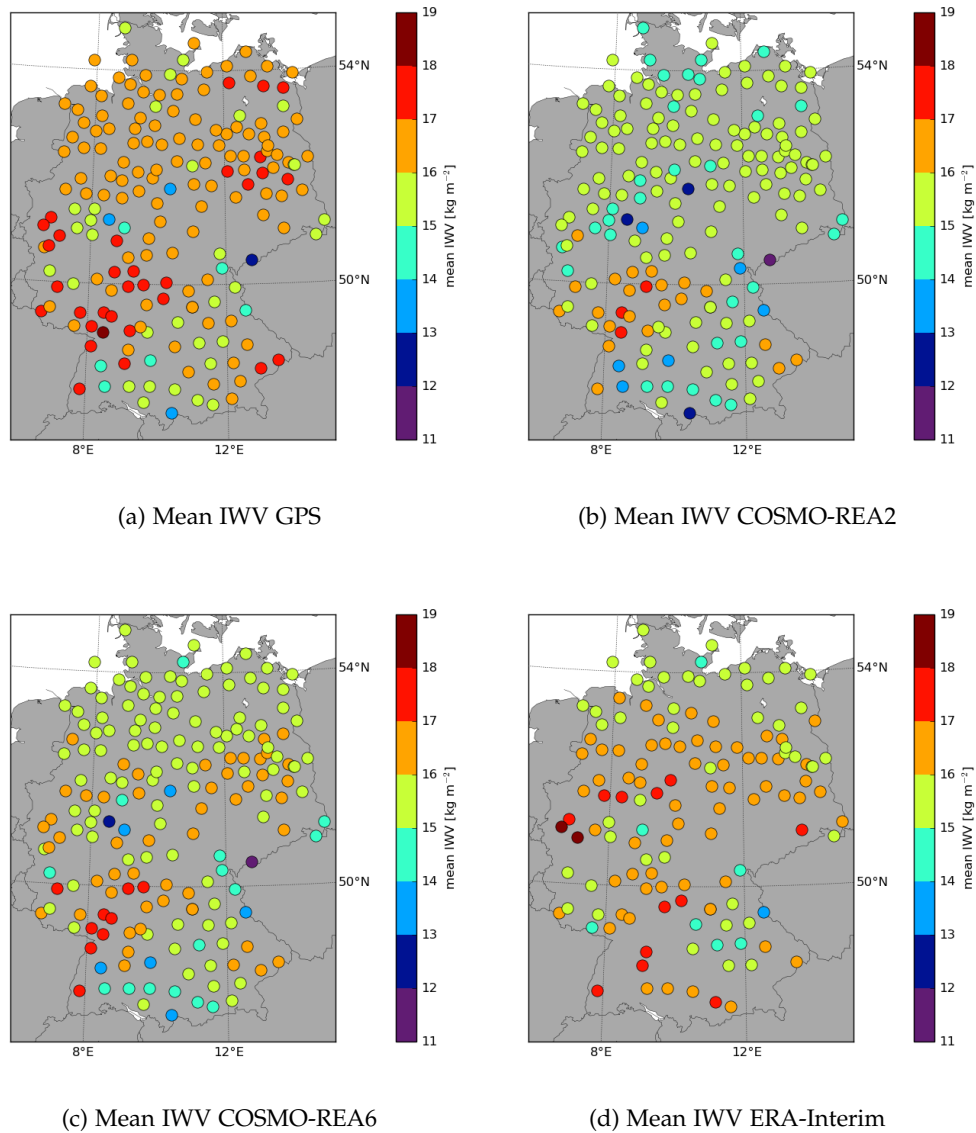 19
18
17
16
15
14
13
12
11
mean IWV [kg m⁻²]
54°N
50°N
8°E 12°E
(a) Mean IWV GPS
19
18
17
16
15
14
13
12
11
mean IWV [kg m⁻²]
54°N
50°N
8°E 12°E
(b) Mean IWV COSMO-REA2
19
18
17
16
15
14
13
12
11
mean IWV [kg m⁻²]
54°N
50°N
8°E 12°E
(c) Mean IWV COSMO-REA6
19
18
17
16
15
14
13
12
11
mean IWV [kg m⁻²]
54°N
50°N
8°E 12°E
(d) Mean IWV ERA-Interim